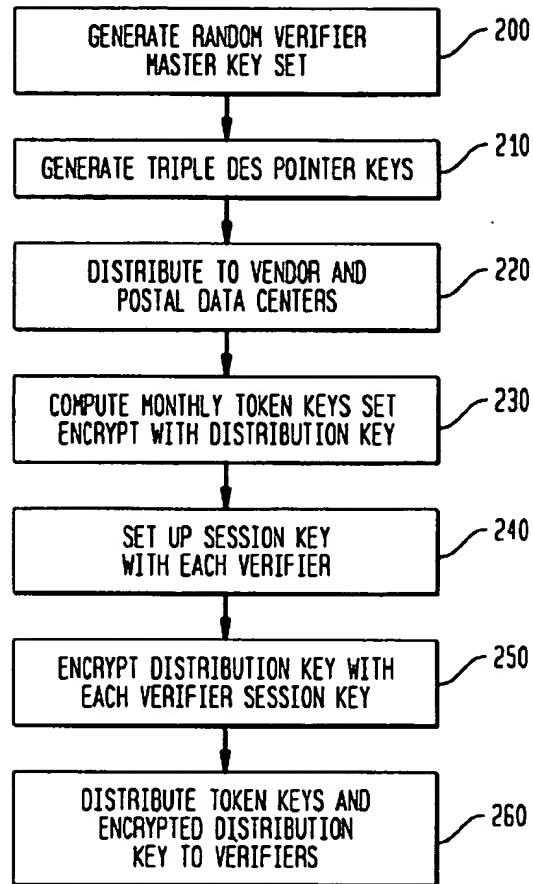 GENERATE RANDOM VERIFIER
MASTER KEY SET
200
GENERATE TRIPLE DES POINTER KEYS
210
DISTRIBUTE TO VENDOR AND
POSTAL DATA CENTERS
220
COMPUTE MONTHLY TOKEN KEYS SET
ENCRYPT WITH DISTRIBUTION KEY
230
SET UP SESSION KEY
WITH EACH VERIFIER
240
ENCRYPT DISTRIBUTION KEY WITH
EACH VERIFIER SESSION KEY
250
DISTRIBUTE TOKEN KEYS AND
ENCRYPTED DISTRIBUTION
KEY TO VERIFIERS
260